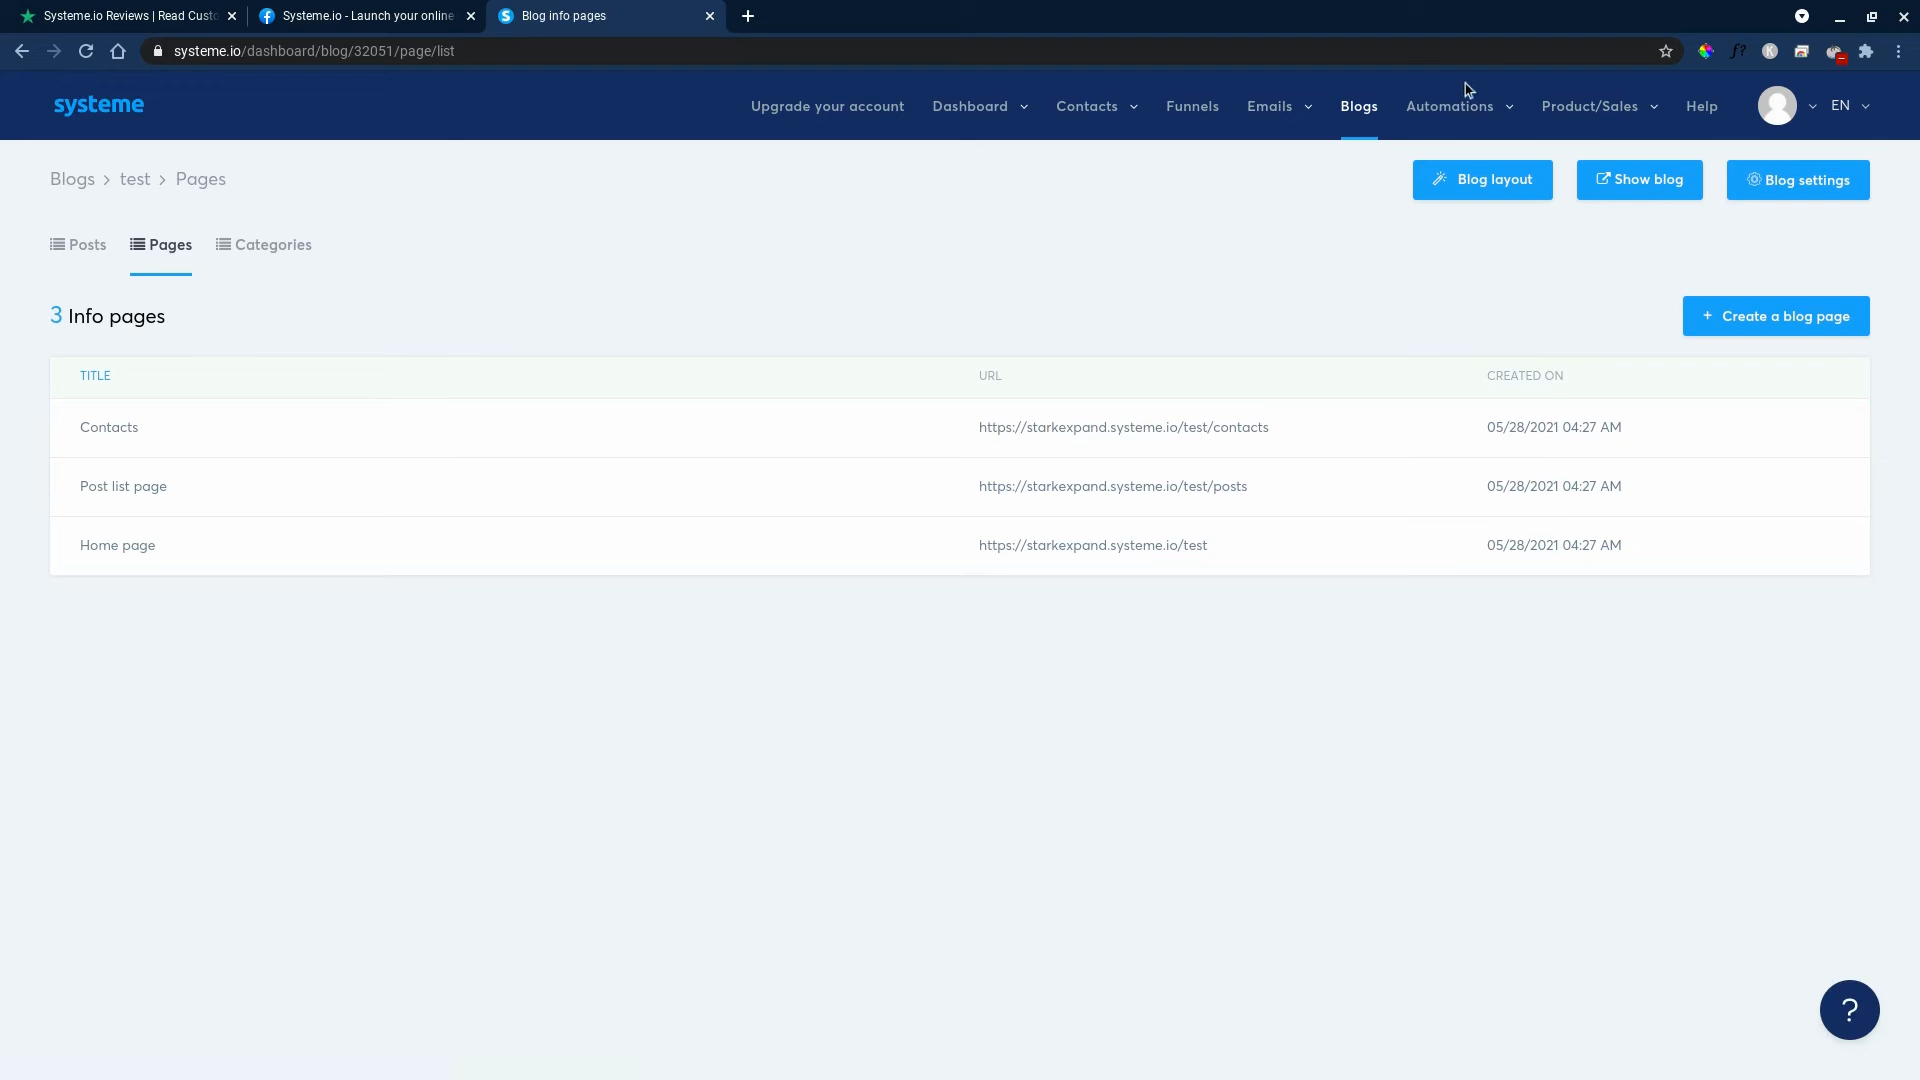 Systeme.io Reviews | Read Custo
Systeme.io - Launch your online
Blog info pages
systeme.io/dashboard/blog/32051/page/list
systeme
Upgrade your account
Dashboard
Contacts
Funnels
Emails
Blogs
Automations
Product/Sales
Help
EN
Blogs > test > Pages
Blog layout
Show blog
Blog settings
Posts
Pages
Categories
3 Info pages
+ Create a blog page
TITLE URL CREATED ON
Contacts https://starkexpand.systeme.io/test/contacts 05/28/2021 04:27 AM
Post list page https://starkexpand.systeme.io/test/posts 05/28/2021 04:27 AM
Home page https://starkexpand.systeme.io/test 05/28/2021 04:27 AM
?